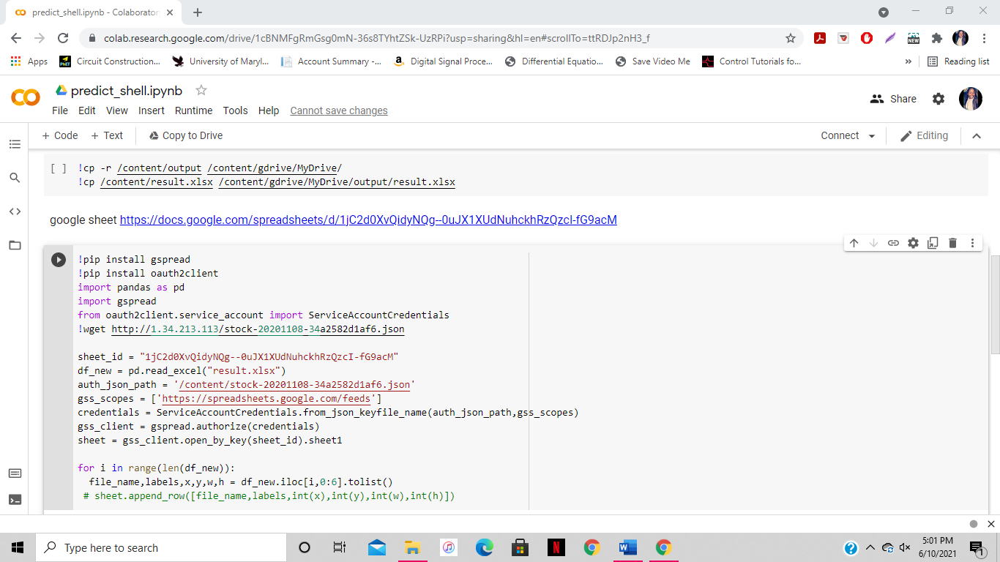 predict_shell.ipynb - Colaborator
colab.research.google.com/drive/1cBNMFgRmGsq0mN-36s8TYhtZSk-UzRPi?usp=sharing&hl=en#scrollTo=ttRDJp2nH3_f
Apps Circuit Construction... University of Maryl... Account Summary -... Digital Signal Proce... Differential Equatio... Save Video Me Control Tutorials fo... » Reading list
predict_shell.ipynb
Share
File Edit View Insert Runtime Tools Help Cannot save changes
+ Code + Text Copy to Drive Connect Editing
[ ] !cp -r /content/output /content/gdrive/MyDrive/
!cp /content/result.xlsx /content/gdrive/MyDrive/output/result.xlsx
google sheet https://docs.google.com/spreadsheets/d/1jC2d0XvQidyNQg--0uJX1XUdNuhckhRzQzcI-fG9acM
!pip install gspread
!pip install oauth2client
import pandas as pd
import gspread
from oauth2client.service_account import ServiceAccountCredentials
!wget http://1.34.213.113/stock-20201108-34a2582d1af6.json
sheet_id = "1jC2d0XvQidyNQg--0uJX1XUdNuhckhRzQzcI-fG9acM"
df_new = pd.read_excel("result.xlsx")
auth_json_path = '/content/stock-20201108-34a2582d1af6.json'
gss_scopes = ['https://spreadsheets.google.com/feeds']
credentials = ServiceAccountCredentials.from_json_keyfile_name(auth_json_path,gss_scopes)
gss_client = gspread.authorize(credentials)
sheet = gss_client.open_by_key(sheet_id).sheet1
for i in range(len(df_new)):
  file_name,labels,x,y,w,h = df_new.iloc[i,0:6].tolist()
 # sheet.append_row([file_name,labels,int(x),int(y),int(w),int(h)])
Type here to search
5:01 PM
6/10/2021
1